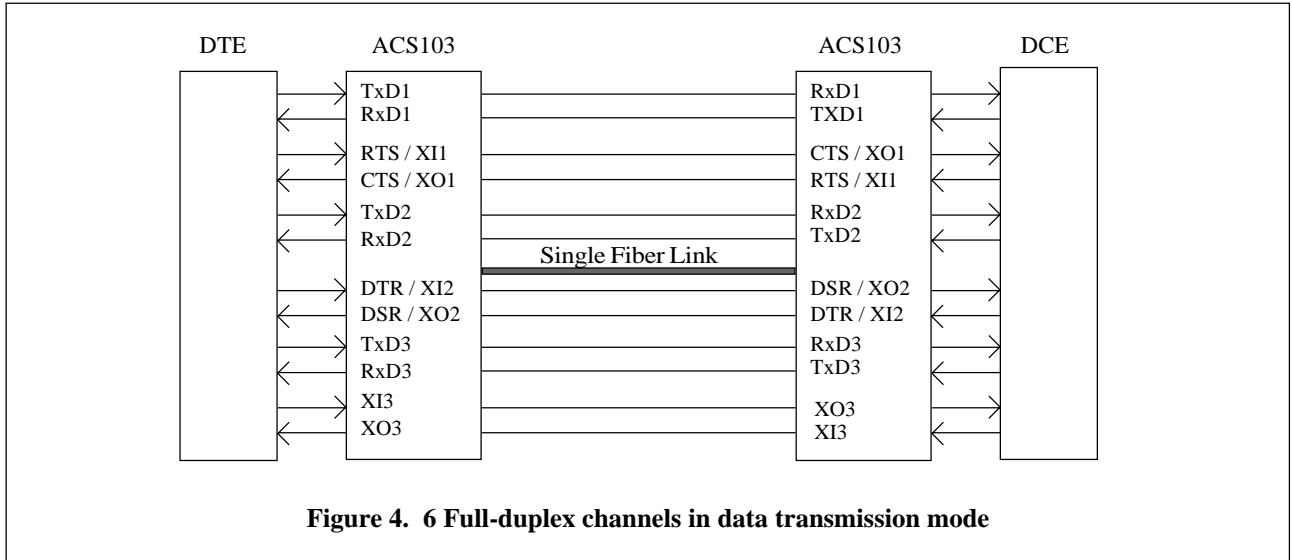 DTE ACS103 ACS103 DCE
TxD1 RxD1
RxD1 TXD1
RTS / XI1 CTS / XO1
CTS / XO1 RTS / XI1
TxD2 RxD2
RxD2 TxD2
Single Fiber Link
DTR / XI2 DSR / XO2
DSR / XO2 DTR / XI2
TxD3 RxD3
RxD3 TxD3
XI3 XO3
XO3 XI3
Figure 4. 6 Full-duplex channels in data transmission mode